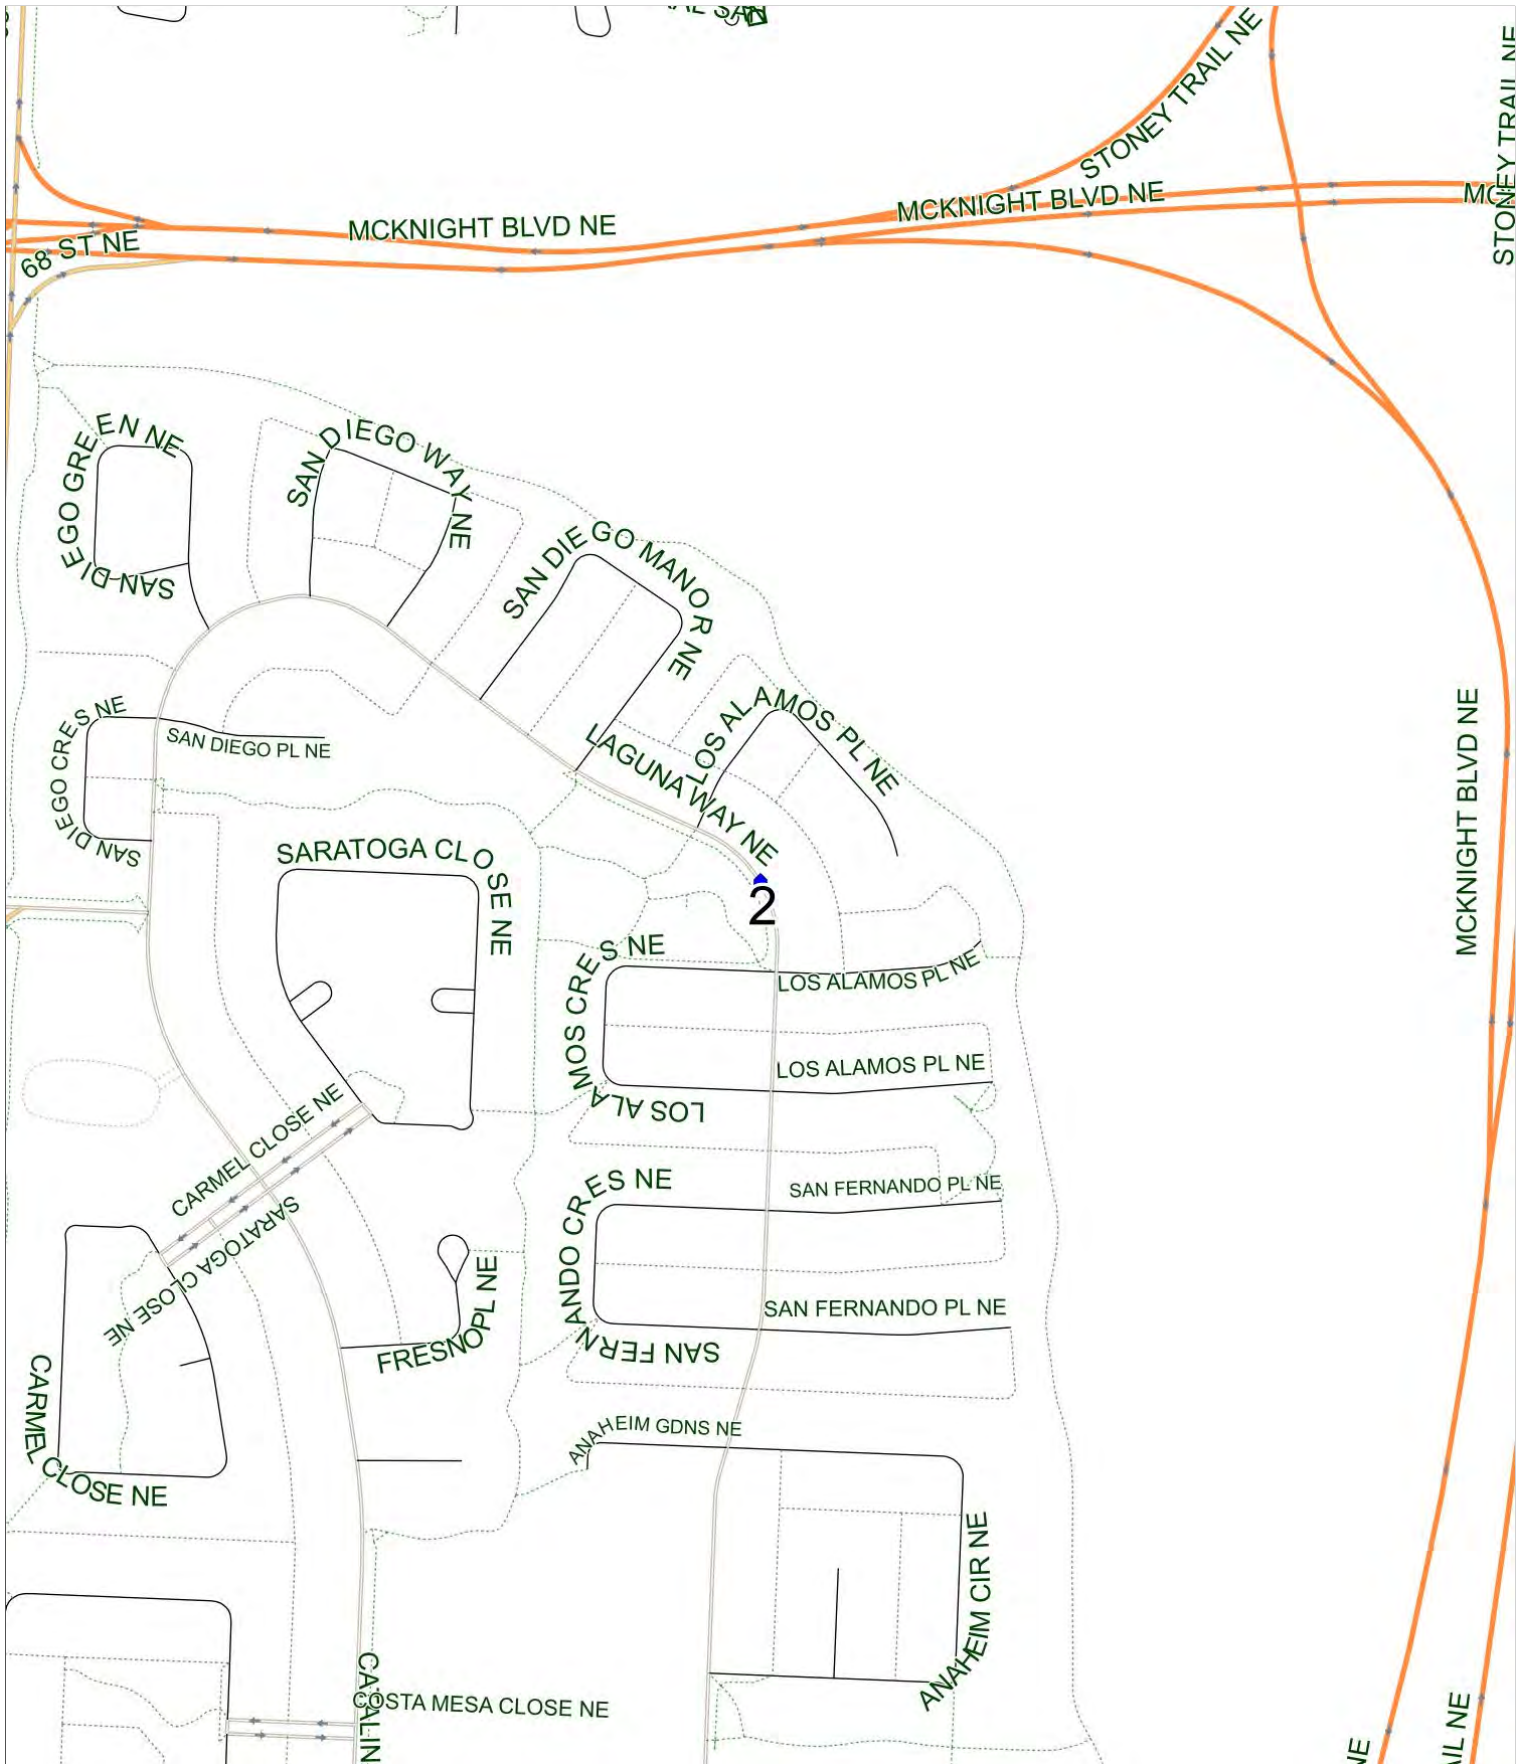 STONEY TRAIL NE
STONEY TRAIL NE
MCKNIGHT BLVD NE
MCKNIGHT BLVD NE
68 ST NE
SAN DIEGO GREEN NE
SAN DIEGO WAY NE
SAN DIEGO MANOR NE
LOS ALAMOS PL NE
SAN DIEGO CRES NE
SAN DIEGO PL NE
LAGUNA WAY NE
MCKNIGHT BLVD NE
SARATOGA CLOSE NE
2
LOS ALAMOS CRES NE
LOS ALAMOS PL NE
LOS ALAMOS PL NE
CARMEL CLOSE NE
SARATOGA CLOSE NE
SAN FERNANDO CRES NE
SAN FERNANDO PL NE
SAN FERNANDO PL NE
FRESNO PL NE
CARMEL CLOSE NE
ANAHEIM GDNS NE
ANAHEIM CIR NE
CATALIN
COSTA MESA CLOSE NE
NE
AIL NE